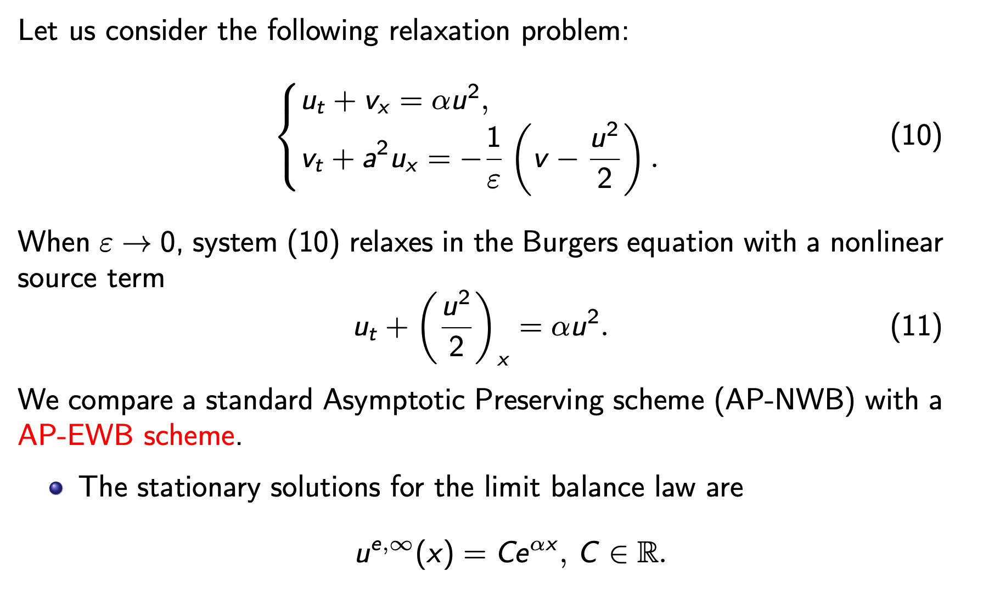 Let us consider the following relaxation problem:
$$\begin{cases} u_t + v_x = \alpha u^2, \\ v_t + a^2 u_x = -\dfrac{1}{\varepsilon}\left(v - \dfrac{u^2}{2}\right). \end{cases} \quad (10)$$
When $\varepsilon \to 0$, system (10) relaxes in the Burgers equation with a nonlinear
source term
$$u_t + \left(\frac{u^2}{2}\right)_x = \alpha u^2. \quad (11)$$
We compare a standard Asymptotic Preserving scheme (AP-NWB) with a
AP-EWB scheme.
• The stationary solutions for the limit balance law are
$$u^{e,\infty}(x) = Ce^{\alpha x},\ C \in \mathbb{R}.$$